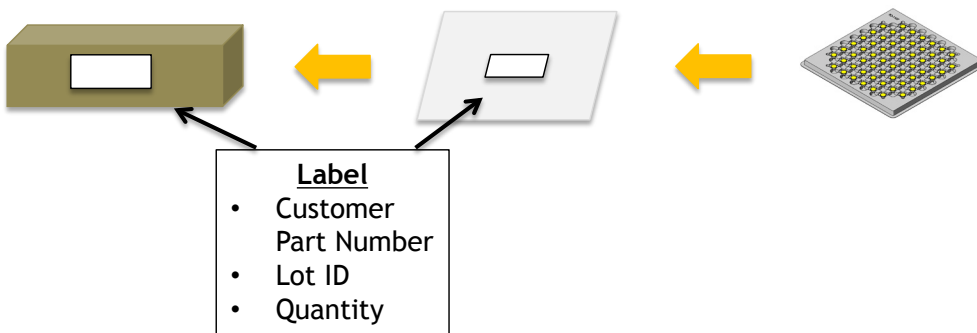 Label
• Customer
Part Number
• Lot ID
• Quantity